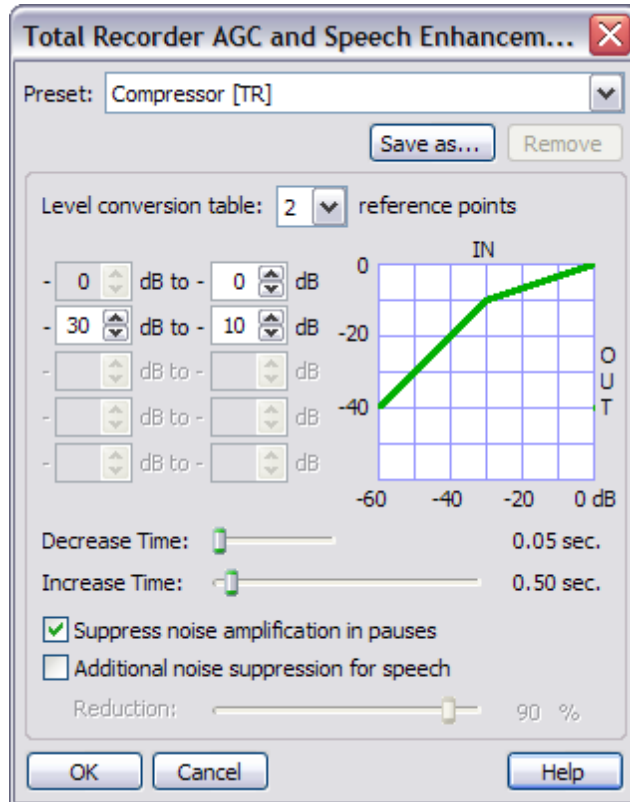 Total Recorder AGC and Speech Enhancem...
Preset: Compressor [TR]
Save as... Remove
Level conversion table: 2 reference points
- 0 dB to - 0 dB
- 30 dB to - 10 dB
- dB to - dB
- dB to - dB
- dB to - dB
IN
0
-20
-40
OUT
-60 -40 -20 0 dB
Decrease Time: 0.05 sec.
Increase Time: 0.50 sec.
Suppress noise amplification in pauses
Additional noise suppression for speech
Reduction: 90 %
OK Cancel Help